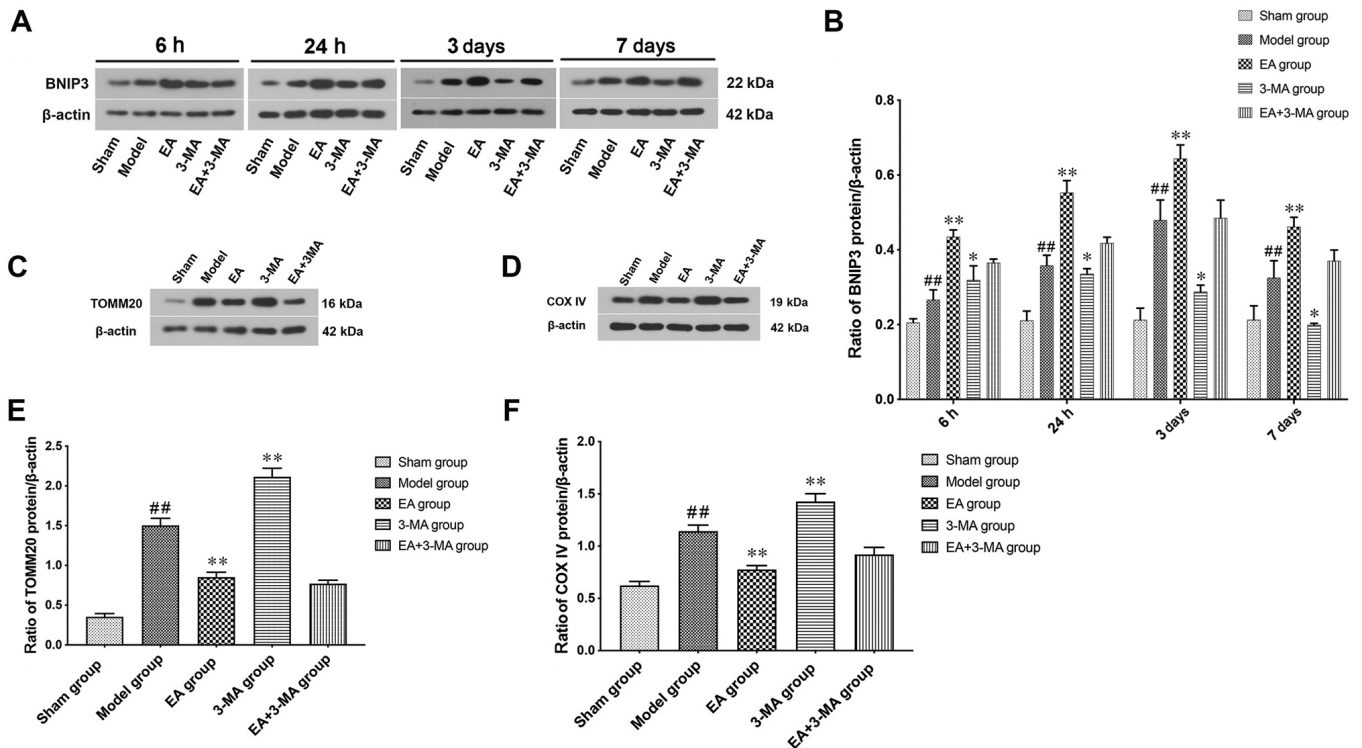 A
6 h
24 h
3 days
7 days
BNIP3
22 kDa
β-actin
42 kDa
Sham
Model
EA
3-MA
EA+3-MA
Sham
Model
EA
3-MA
EA+3-MA
Sham
Model
EA
3-MA
EA+3-MA
Sham
Model
EA
3-MA
EA+3-MA
B
Sham group
Model group
EA group
3-MA group
EA+3-MA group
Ratio of BNIP3 protein/β-actin
0.8
0.6
0.4
0.2
0.0
##
**
*
##
**
*
##
**
*
##
**
*
6 h
24 h
3 days
7 days
C
Sham
Model
EA
3-MA
EA+3MA
TOMM20
16 kDa
β-actin
42 kDa
D
Sham
Model
EA
3-MA
EA+3-MA
COX IV
19 kDa
β-actin
42 kDa
E
Ratio of TOMM20 protein/β-actin
2.5
2.0
1.5
1.0
0.5
0.0
##
**
**
Sham group
Model group
EA group
3-MA group
EA+3-MA group
Sham group
Model group
EA group
3-MA group
EA+3-MA group
F
Ratio of COX IV protein/β-actin
2.0
1.5
1.0
0.5
0.0
##
**
**
Sham group
Model group
EA group
3-MA group
EA+3-MA group
Sham group
Model group
EA group
3-MA group
EA+3-MA group